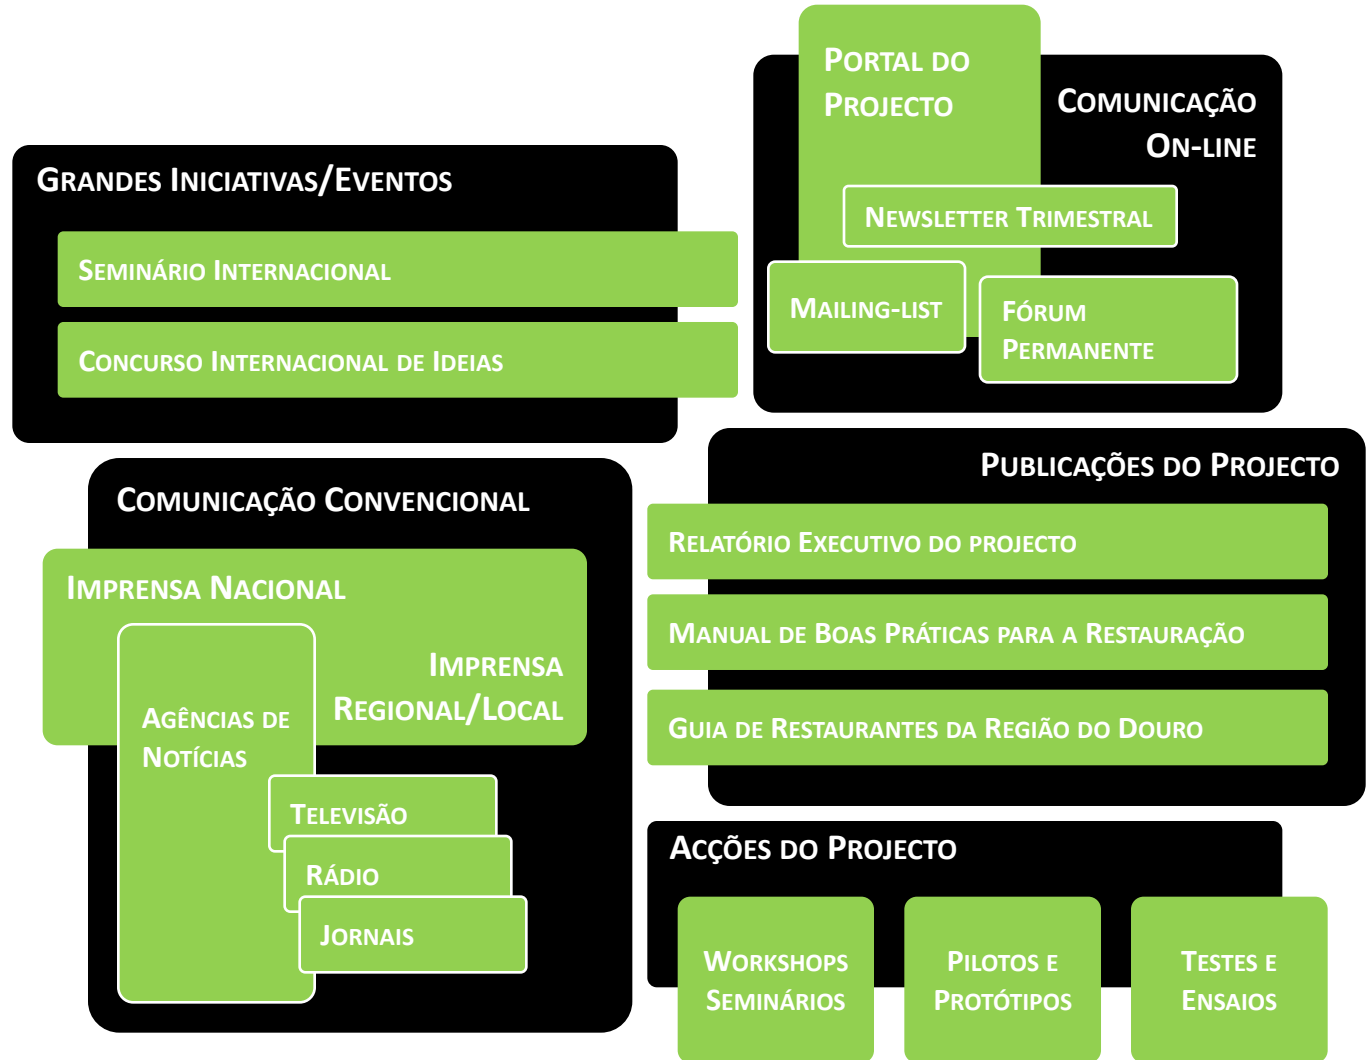 Grandes Iniciativas/Eventos
Seminário Internacional
Concurso Internacional de Ideias
Portal do
Projecto
Comunicação
On-line
Newsletter Trimestral
Mailing-list
Fórum
Permanente
Comunicação Convencional
Imprensa Nacional
Imprensa
Regional/Local
Agências de
Notícias
Televisão
Rádio
Jornais
Publicações do Projecto
Relatório Executivo do projecto
Manual de Boas Práticas para a Restauração
Guia de Restaurantes da Região do Douro
Acções do Projecto
Workshops
Seminários
Pilotos e
Protótipos
Testes e
Ensaios